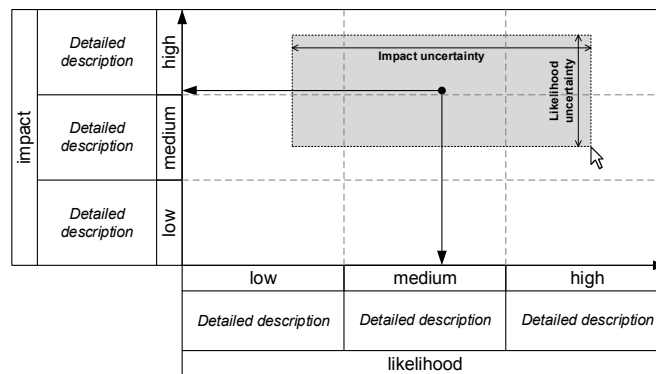 impact
Detailed
description
high
Detailed
description
medium
Detailed
description
low
Impact uncertainty
Likelihood
uncertainty
low
medium
high
Detailed description
Detailed description
Detailed description
likelihood